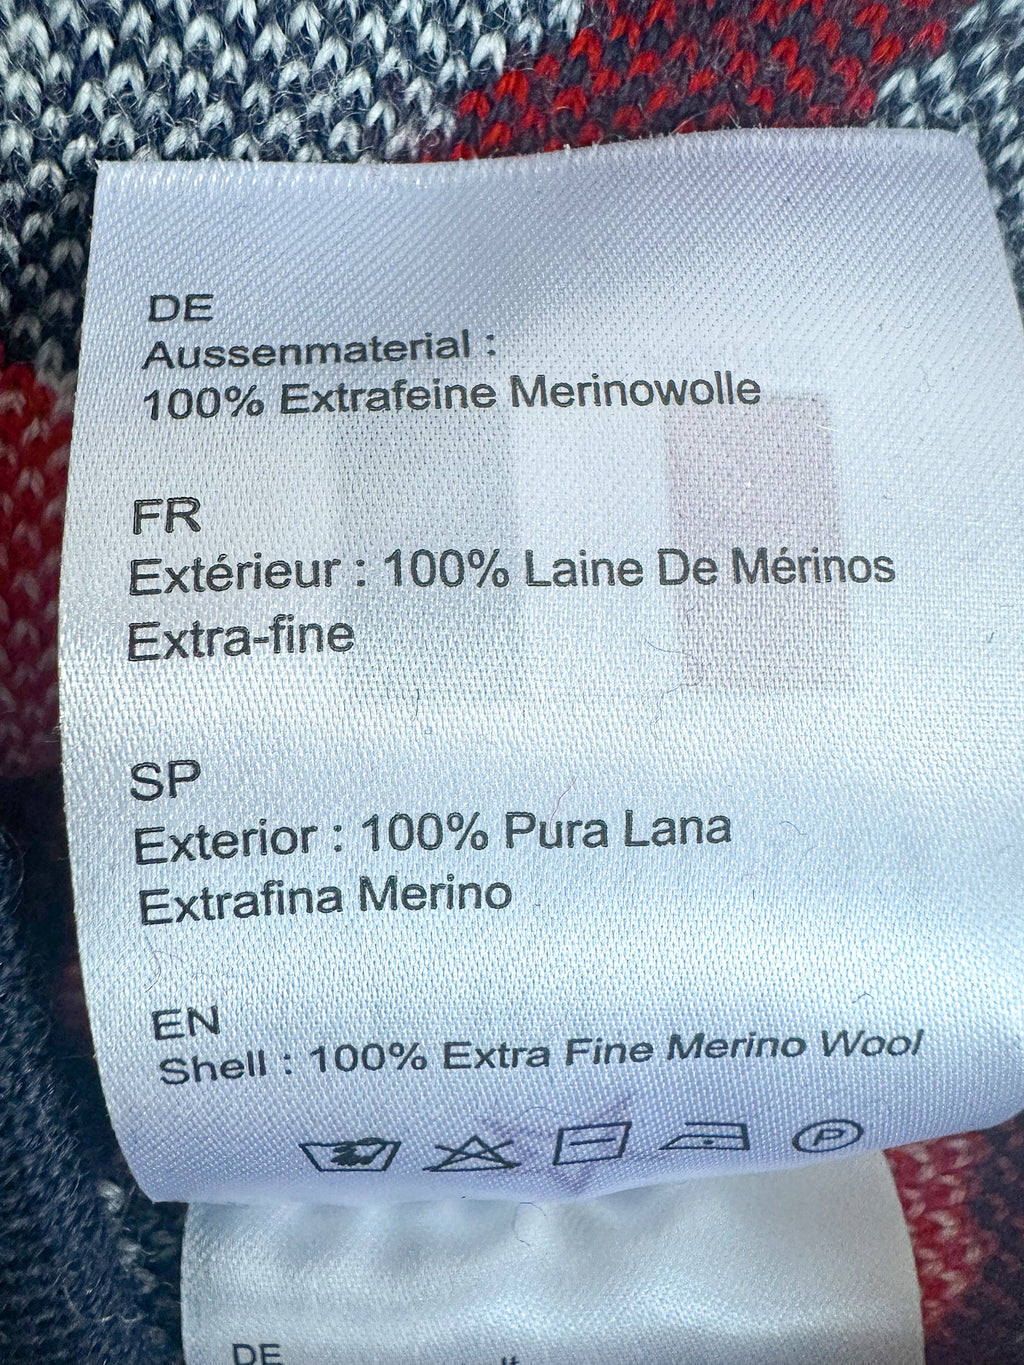 DE
Aussenmaterial :
100% Extrafeine Merinowolle
FR
Extérieur : 100% Laine De Mérinos
Extra-fine
SP
Exterior : 100% Pura Lana
Extrafina Merino
EN
Shell : 100% Extra Fine Merino Wool
P
DE